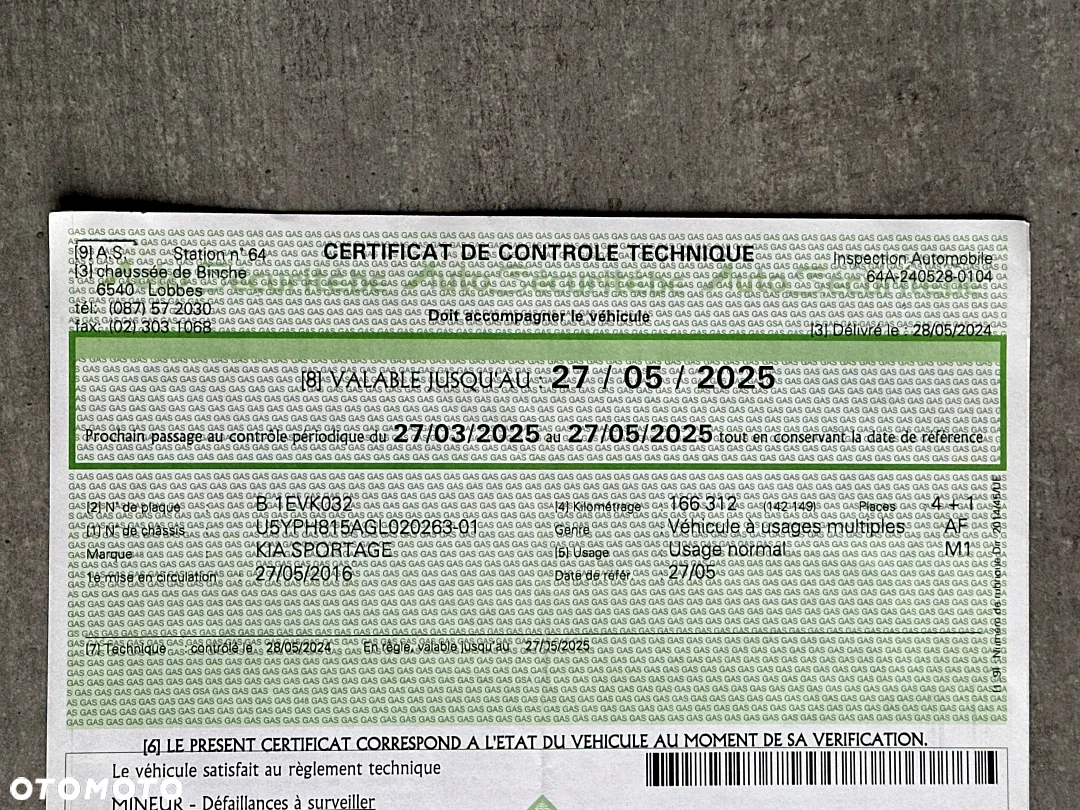 [9] A.S. Station n° 64
CERTIFICAT DE CONTROLE TECHNIQUE
Inspection Automobile
[3] chaussée de Binche
64A-240528-0104
6540 Lobbes
tél: (087) 57 2030
Doit accompagner le véhicule
fax: (02) 303 1068
[3] Délivré le : 28/05/2024
[8] VALABLE JUSQU'AU : 27 / 05 / 2025
Prochain passage au contrôle périodique du 27/03/2025 au 27/05/2025 tout en conservant la date de référence
[2] N° de plaque B 1EVK032 [4] Kilométrage 166 312 (142-149) Places 4 + 1
[1] N° de châssis U5YPH815AGL020263-01 Genre Véhicule à usages multiples AF
Marque : KIA SPORTAGE [5] Usage Usage normal M1
1e mise en circulation 27/05/2016 Date de référ 27/05
[7] Technique contrôlé le 28/05/2024 En règle, valable jusqu'au 27/05/2025
[6] LE PRESENT CERTIFICAT CORRESPOND A L'ETAT DU VEHICULE AU MOMENT DE SA VERIFICATION.
Le véhicule satisfait au règlement technique
MINEUR - Défaillances à surveiller
OTOMOTO